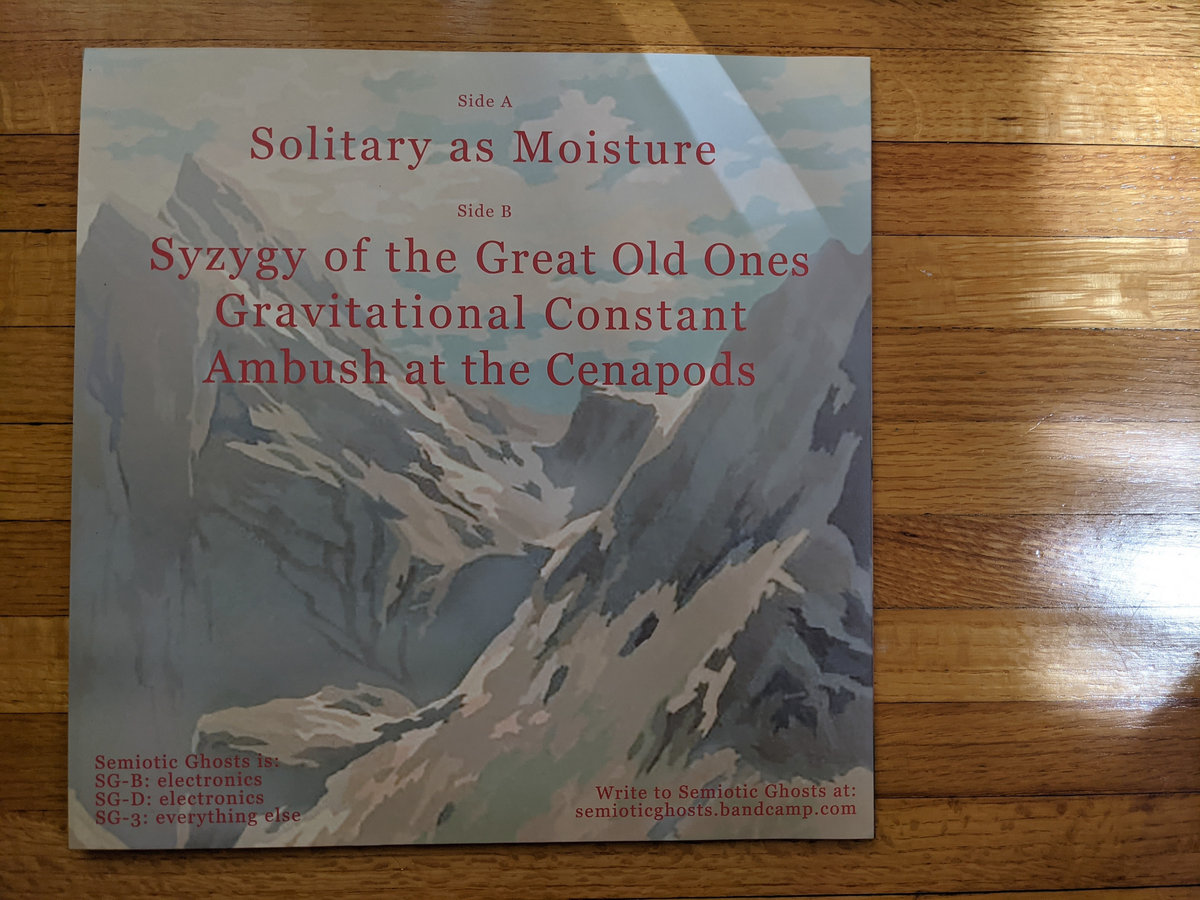 Side A
Solitary as Moisture
Side B
Syzygy of the Great Old Ones
Gravitational Constant
Ambush at the Cenapods
Semiotic Ghosts is:
SG-B: electronics
SG-D: electronics
SG-3: everything else
Write to Semiotic Ghosts at:
semioticghosts.bandcamp.com